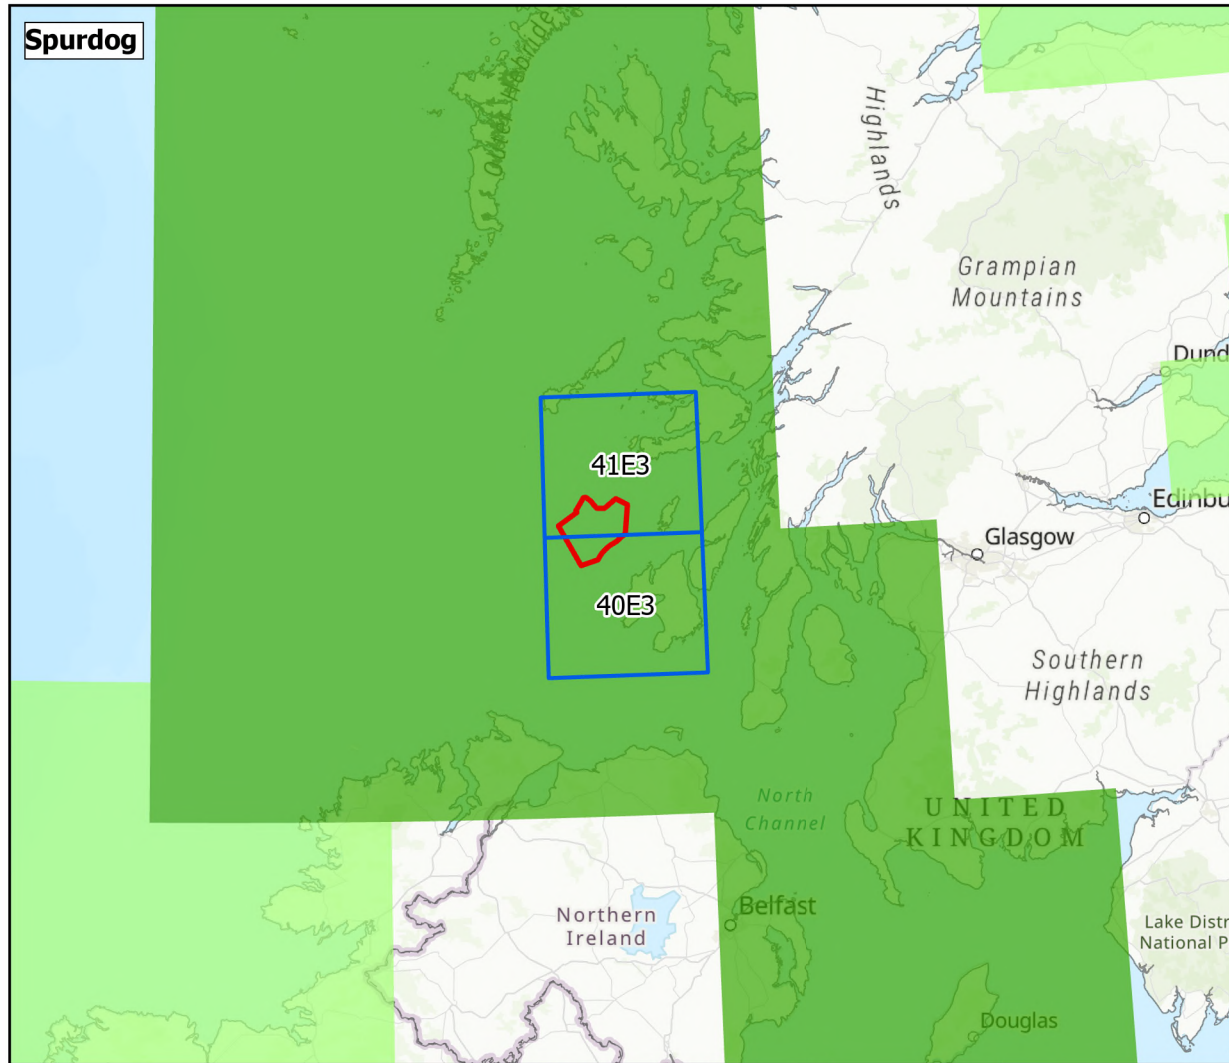 Spurdog
Outer Hebrides
Highlands
Grampian
Mountains
Dund
41E3
Edinbu
Glasgow
40E3
Southern
Highlands
North
Channel
UNITED
KINGDOM
Belfast
Northern
Ireland
Lake Distr
National P
Douglas